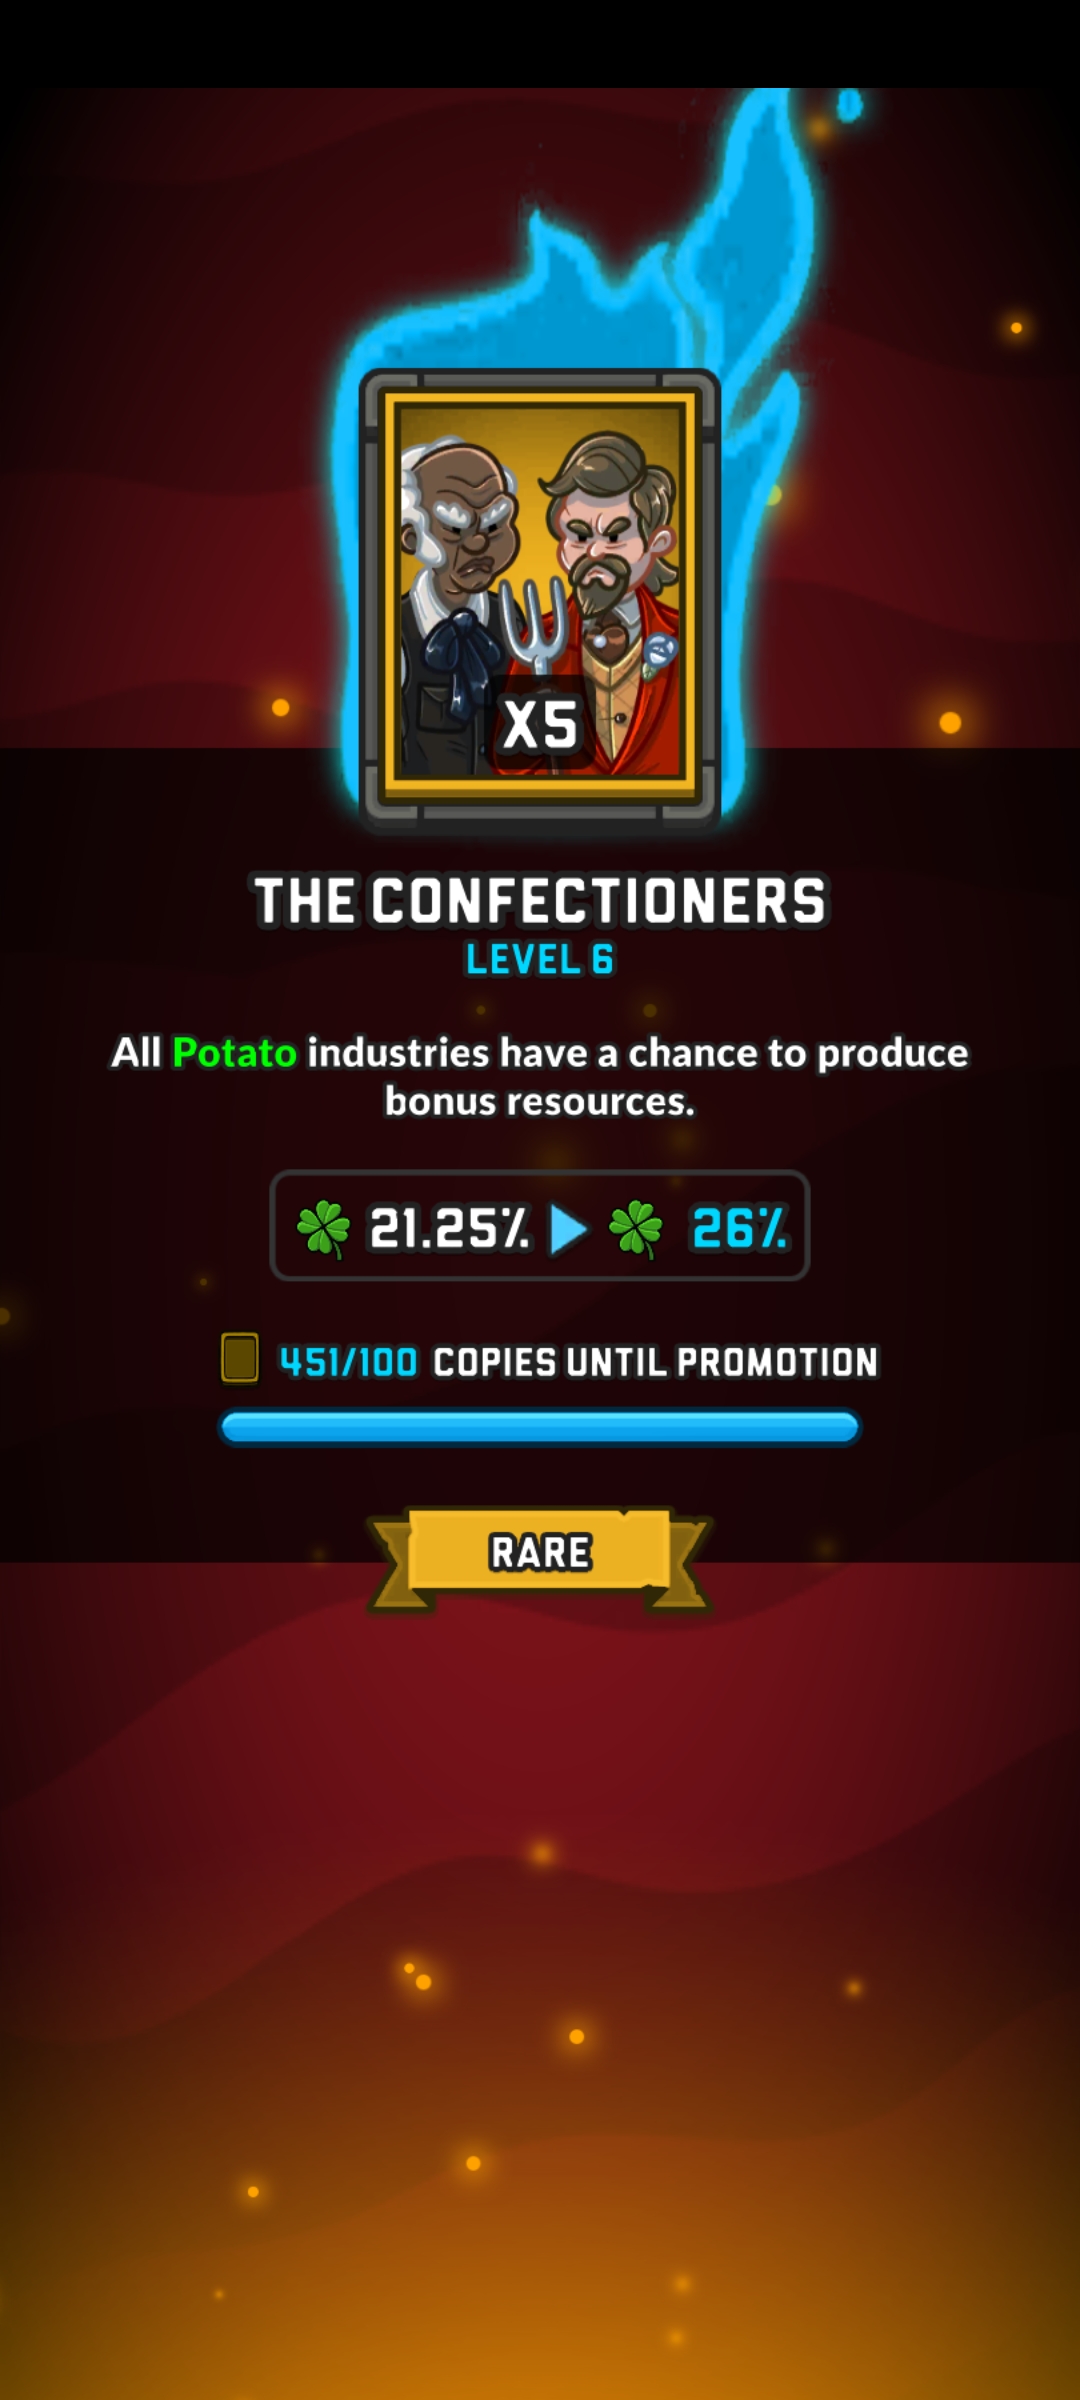 X5
THE CONFECTIONERS
LEVEL 6
All Potato industries have a chance to produce
bonus resources.
21.25% 26%
451/100 COPIES UNTIL PROMOTION
RARE